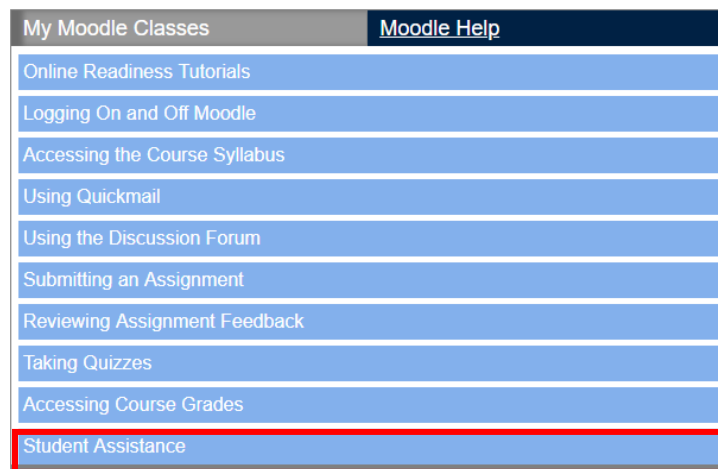 My Moodle Classes Moodle Help
Online Readiness Tutorials
Logging On and Off Moodle
Accessing the Course Syllabus
Using Quickmail
Using the Discussion Forum
Submitting an Assignment
Reviewing Assignment Feedback
Taking Quizzes
Accessing Course Grades
Student Assistance